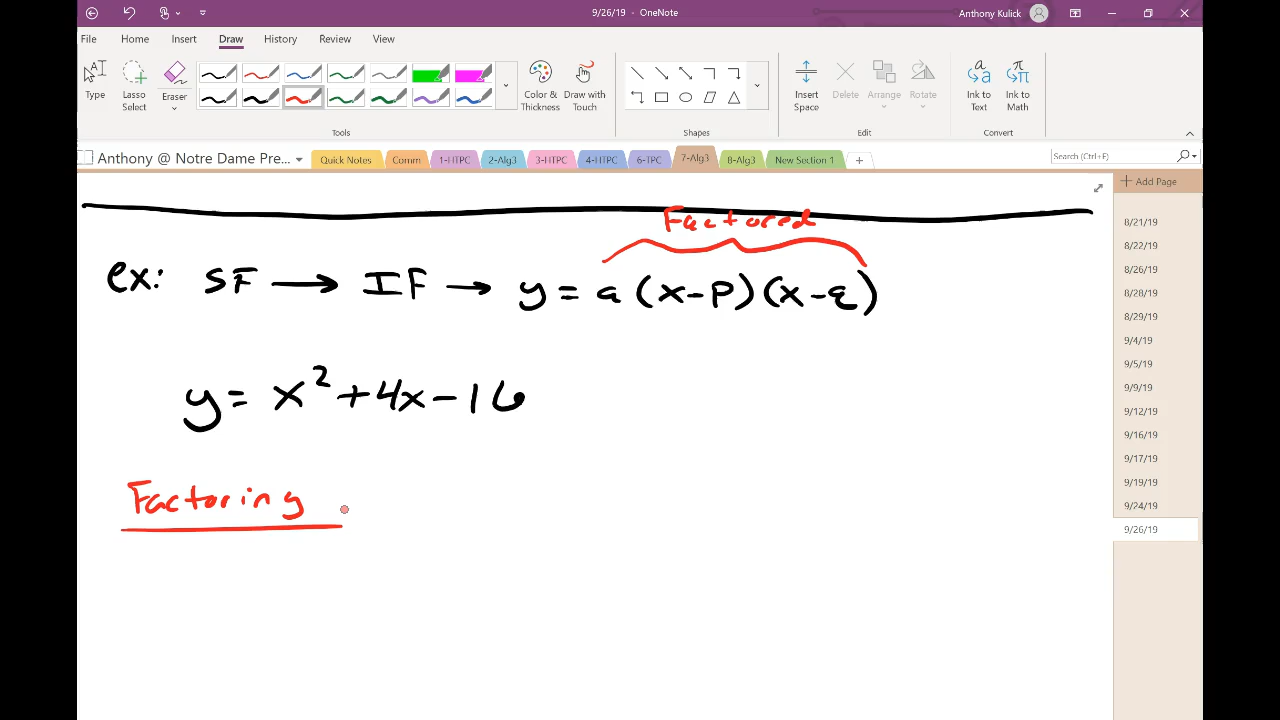 9/26/19 - OneNote
Anthony Kulick
File Home Insert Draw History Review View
Type
Lasso Select
Eraser
Color & Thickness
Draw with Touch
Insert Space
Delete
Arrange
Rotate
Ink to Text
Ink to Math
Tools
Shapes
Edit
Convert
Anthony @ Notre Dame Pre...
Quick Notes Comm 1-HTPC 2-Alg3 3-HTPC 4-HTPC 6-TPC 7-Alg3 8-Alg3 New Section 1 +
Search (Ctrl+F)
+ Add Page
8/21/19
8/22/19
8/26/19
8/28/19
8/29/19
9/4/19
9/5/19
9/9/19
9/12/19
9/16/19
9/17/19
9/19/19
9/24/19
9/26/19
Factored
ex: SF → IF → y = a (x-p)(x-q)
y = x² +4x-16
Factoring